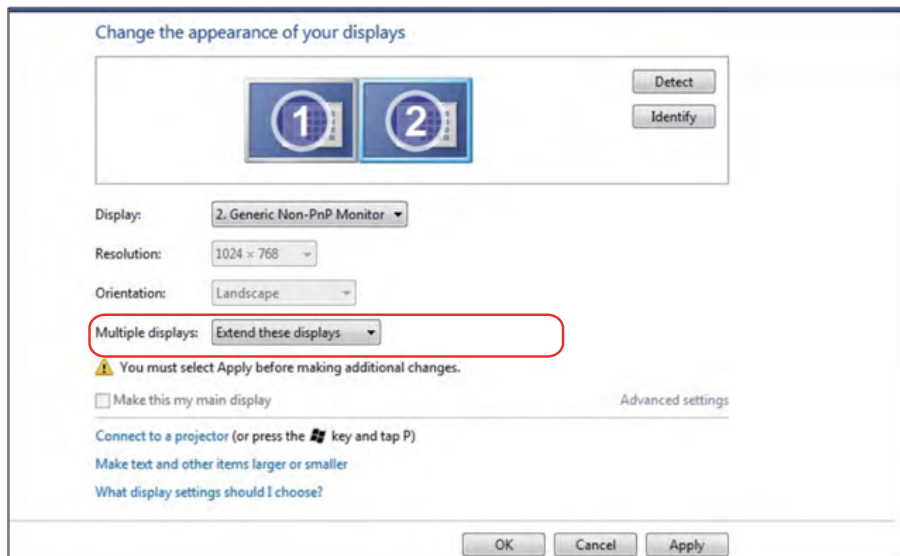 Change the appearance of your displays
1
2
Detect
Identify
Display:
2. Generic Non-PnP Monitor
Resolution:
1024 × 768
Orientation:
Landscape
Multiple displays:
Extend these displays
You must select Apply before making additional changes.
Make this my main display
Advanced settings
Connect to a projector (or press the key and tap P)
Make text and other items larger or smaller
What display settings should I choose?
OK
Cancel
Apply